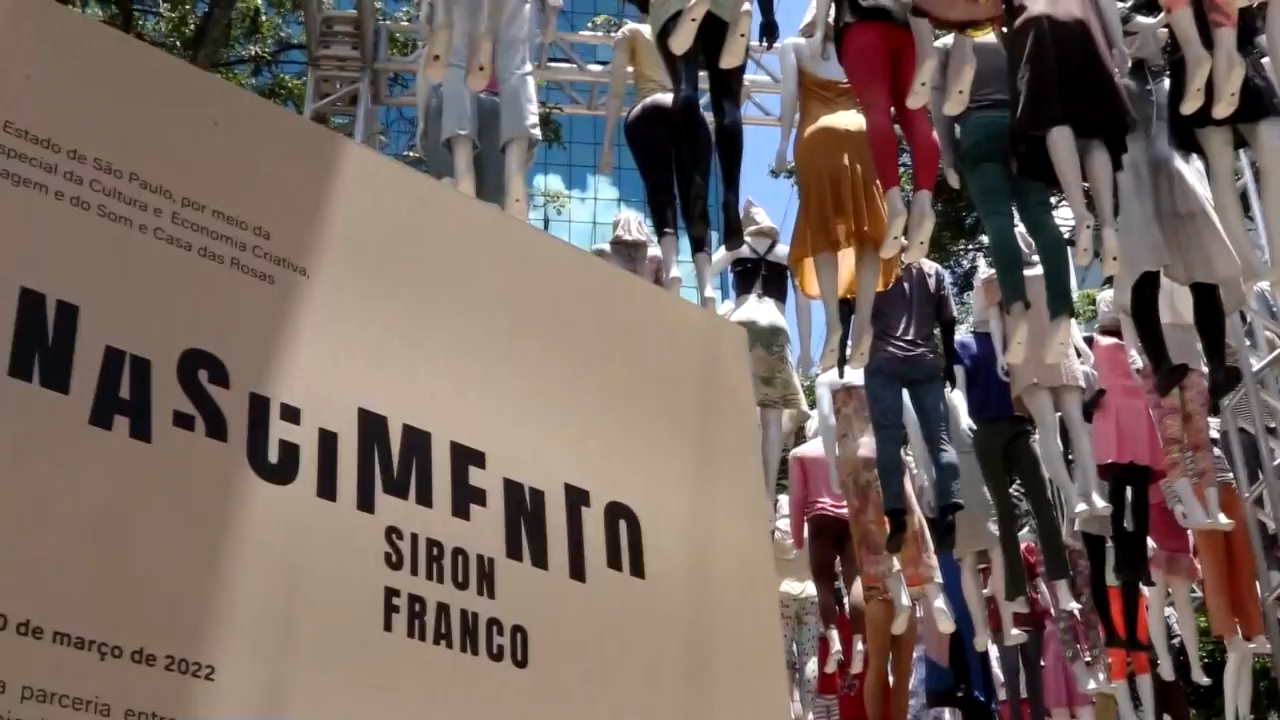 Estado de São Paulo, por meio da
special da Cultura e Economia Criativa,
agem e do Som e Casa das Rosas
NASCIMENTO
SIRON
FRANCO
0 de março de 2022
a parceria entre